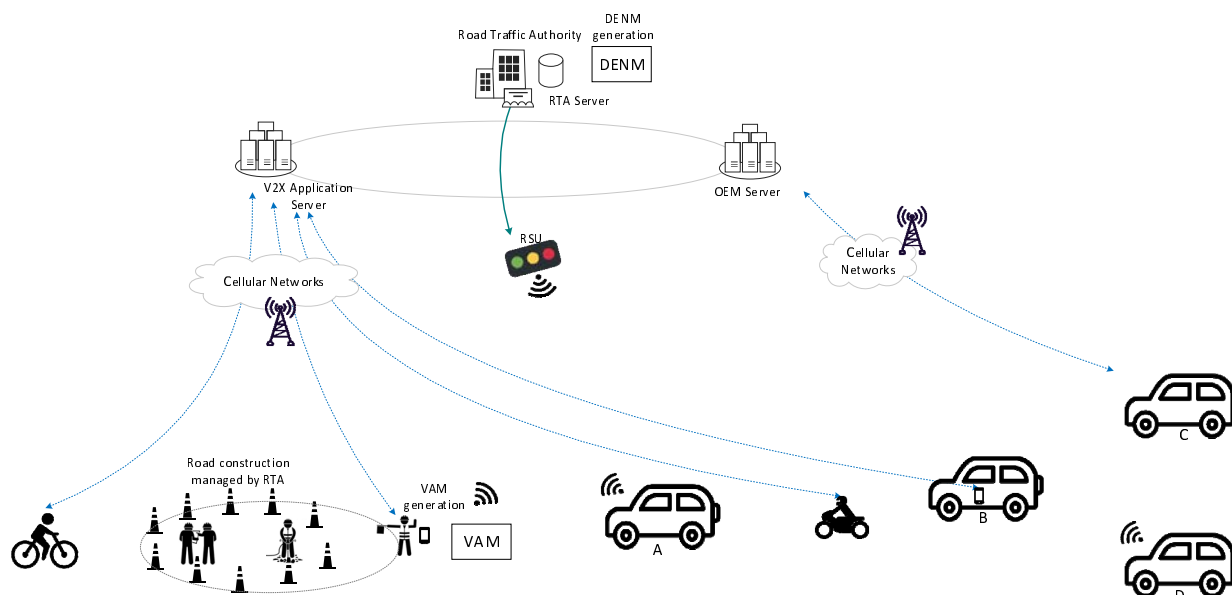 DENM
generation
Road Traffic Authority
DENM
RTA Server
V2X Application
Server
OEM Server
RSU
Cellular
Networks
Cellular Networks
C
Road construction
managed by RTA
VAM
generation
VAM
A
B
D